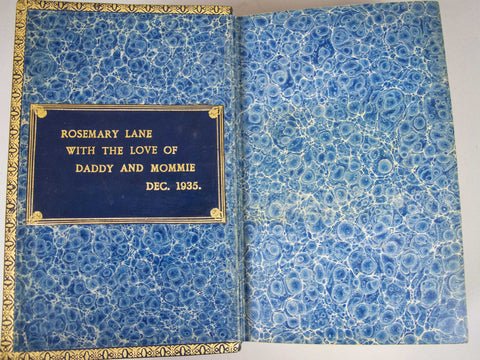 ROSEMARY LANE
WITH THE LOVE OF
DADDY AND MOMMIE
DEC. 1935.